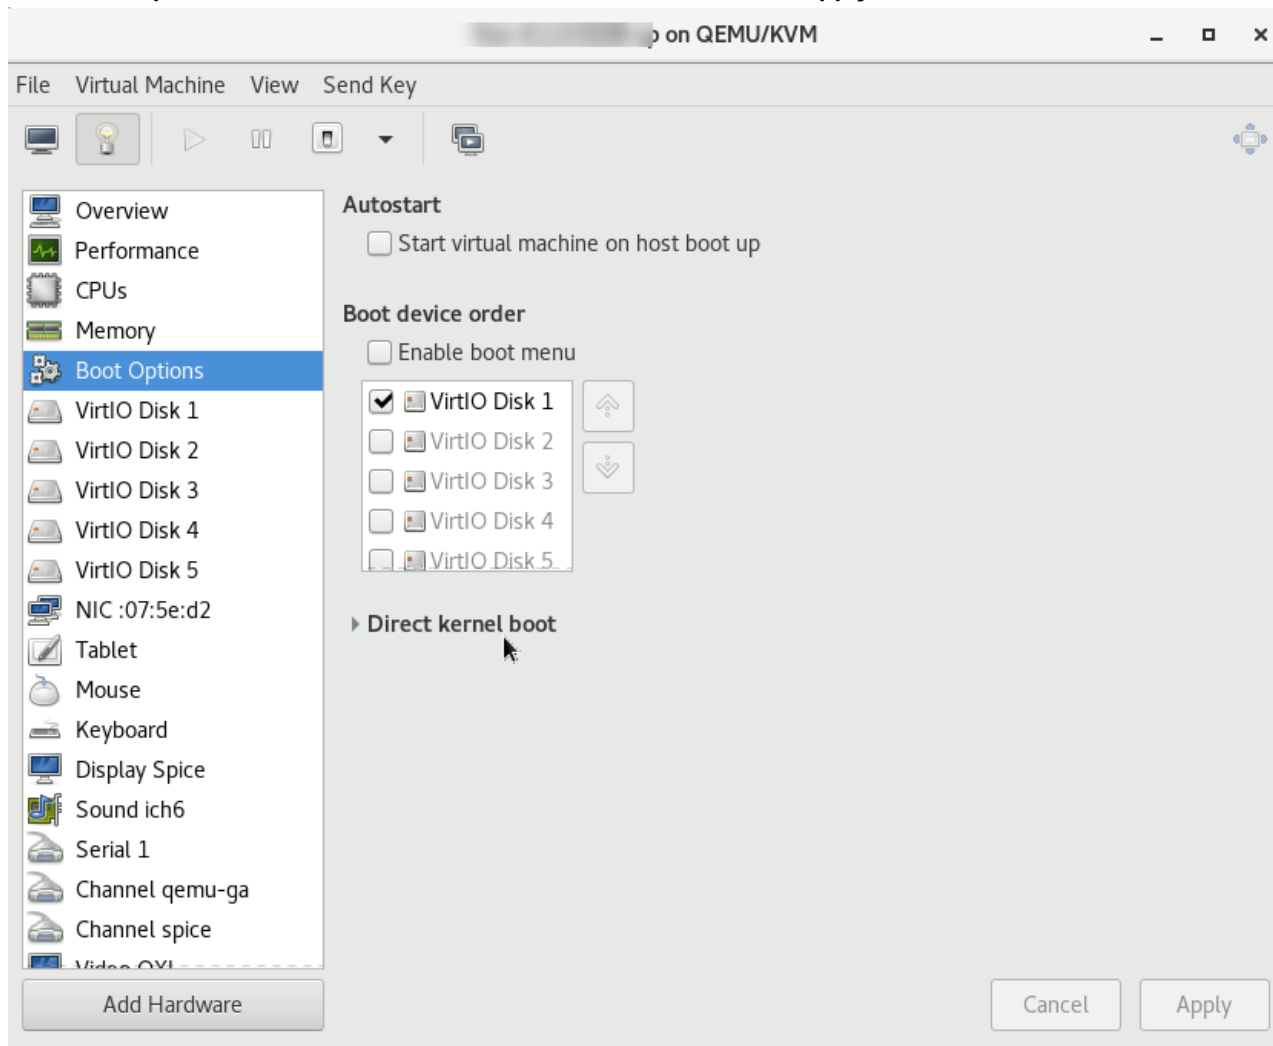 on QEMU/KVM
File Virtual Machine View Send Key
Overview
Performance
CPUs
Memory
Boot Options
VirtIO Disk 1
VirtIO Disk 2
VirtIO Disk 3
VirtIO Disk 4
VirtIO Disk 5
NIC :07:5e:d2
Tablet
Mouse
Keyboard
Display Spice
Sound ich6
Serial 1
Channel qemu-ga
Channel spice
Video QXL
Add Hardware
Autostart
Start virtual machine on host boot up
Boot device order
Enable boot menu
VirtIO Disk 1
VirtIO Disk 2
VirtIO Disk 3
VirtIO Disk 4
VirtIO Disk 5
Direct kernel boot
Cancel Apply